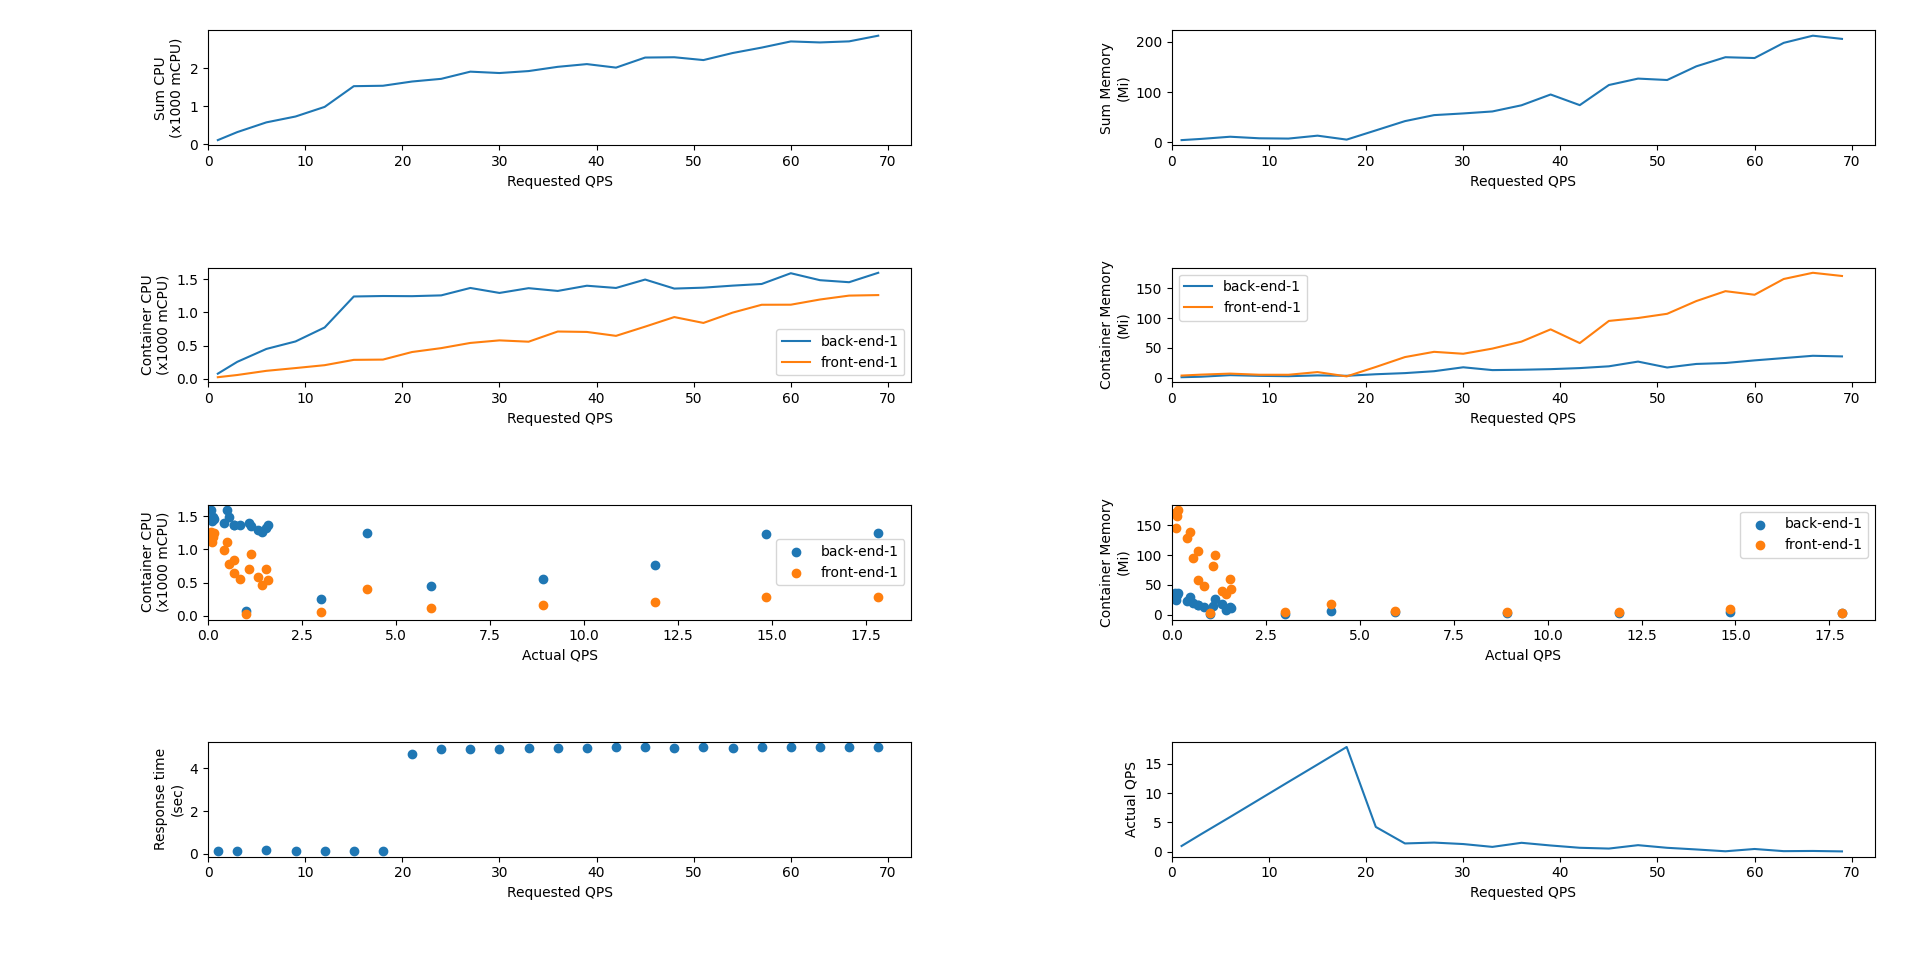 Sum CPU
(x1000 mCPU)
2
1
0
0 10 20 30 40 50 60 70
Requested QPS
Sum Memory
(Mi)
200
100
0
0 10 20 30 40 50 60 70
Requested QPS
Container CPU
(x1000 mCPU)
1.5
1.0
0.5
0.0
back-end-1
front-end-1
0 10 20 30 40 50 60 70
Requested QPS
Container Memory
(Mi)
150
100
50
0
back-end-1
front-end-1
0 10 20 30 40 50 60 70
Requested QPS
Container CPU
(x1000 mCPU)
1.5
1.0
0.5
0.0
back-end-1
front-end-1
0.0 2.5 5.0 7.5 10.0 12.5 15.0 17.5
Actual QPS
Container Memory
(Mi)
150
100
50
0
back-end-1
front-end-1
0.0 2.5 5.0 7.5 10.0 12.5 15.0 17.5
Actual QPS
Response time
(sec)
4
2
0
0 10 20 30 40 50 60 70
Requested QPS
Actual QPS
15
10
5
0
0 10 20 30 40 50 60 70
Requested QPS